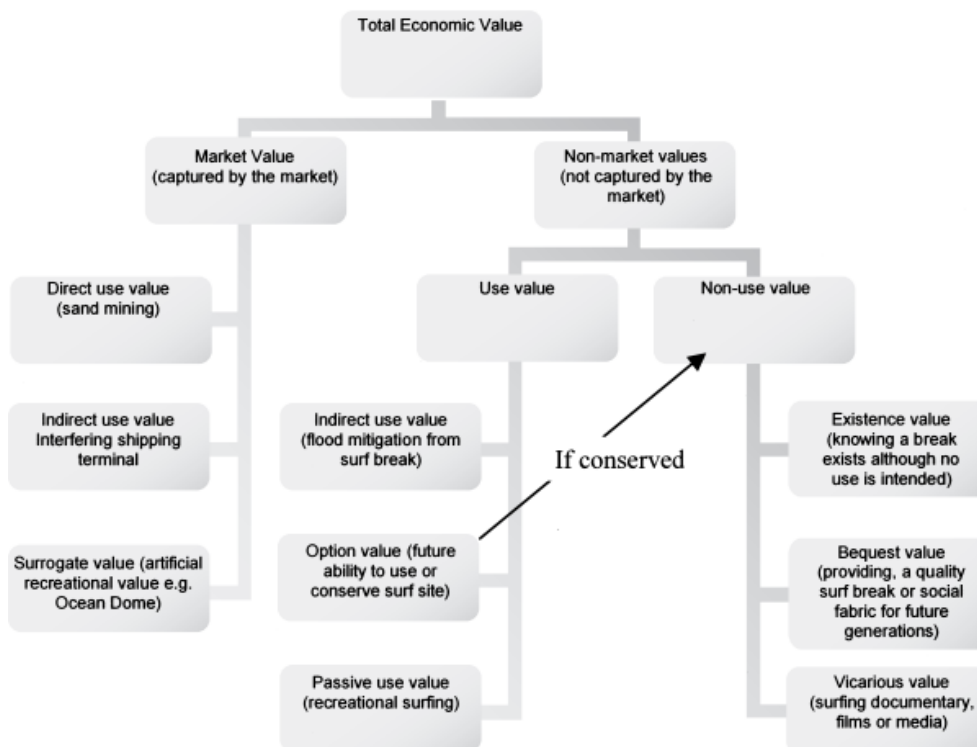 Total Economic Value
Market Value
(captured by the market)
Non-market values
(not captured by the
market)
Direct use value
(sand mining)
Use value
Non-use value
Indirect use value
Interfering shipping
terminal
Indirect use value
(flood mitigation from
surf break)
If conserved
Existence value
(knowing a break
exists although no
use is intended)
Surrogate value (artificial
recreational value e.g.
Ocean Dome)
Option value (future
ability to use or
conserve surf site)
Bequest value
(providing, a quality
surf break or social
fabric for future
generations)
Passive use value
(recreational surfing)
Vicarious value
(surfing documentary,
films or media)